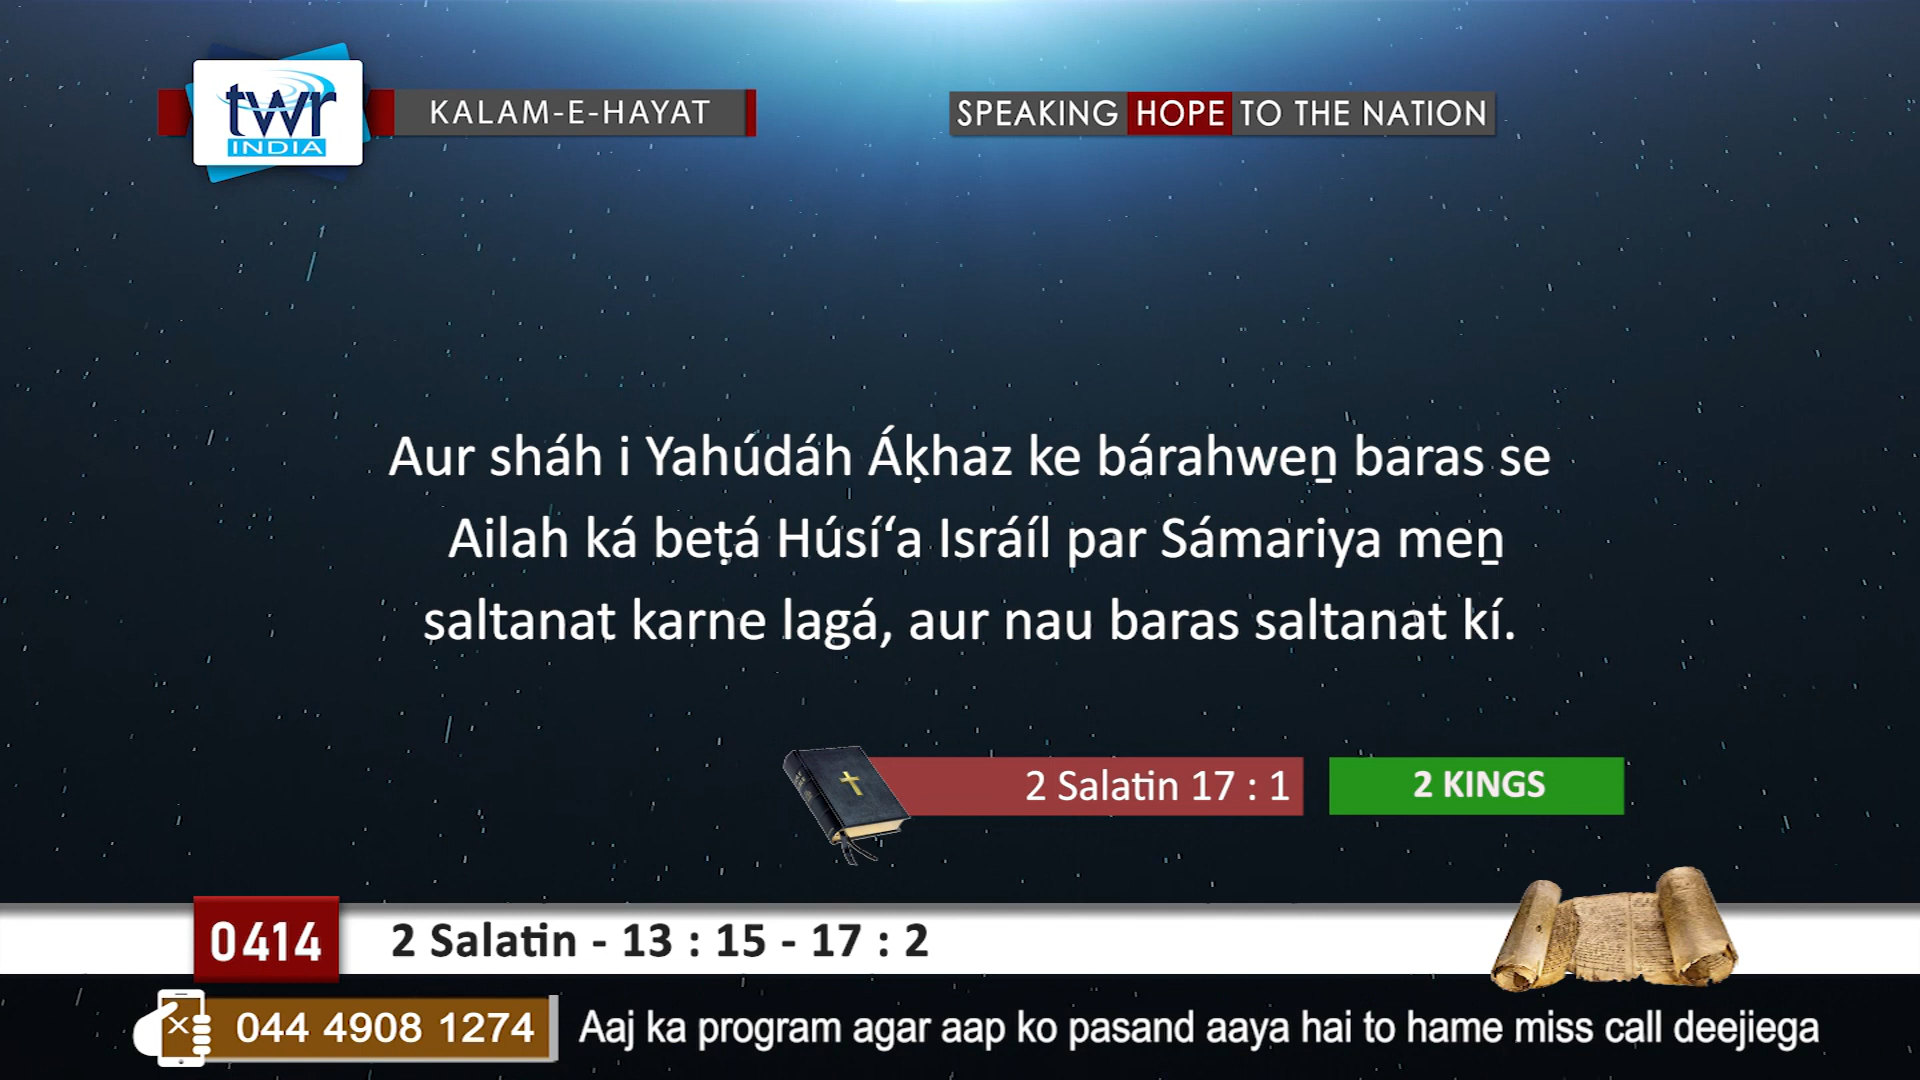 twr
INDIA
KALAM-E-HAYAT
SPEAKING HOPE TO THE NATION
Aur sháh i Yahúdáh Áḳhaz ke bárahweṉ baras se
Ailah ká beṭá Húsí‘a Isráíl par Sámariya meṉ
ṣaltanat karne lagá, aur nau baras saltanat kí.
2 Salatin 17 : 1
2 KINGS
0414
2 Salatin - 13 : 15 - 17 : 2
044 4908 1274
Aaj ka program agar aap ko pasand aaya hai to hame miss call deejiega